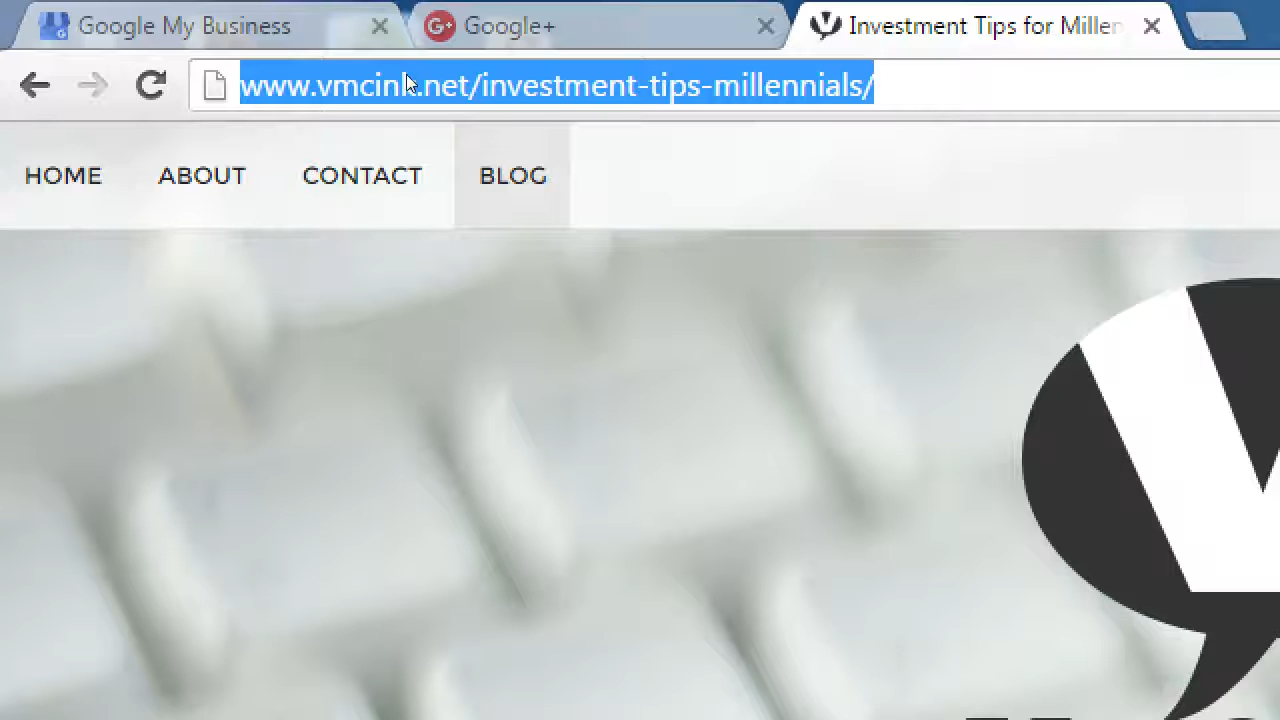 Google My Business
Google+
Investment Tips for Millen
www.vmcink.net/investment-tips-millennials/
HOME
ABOUT
CONTACT
BLOG